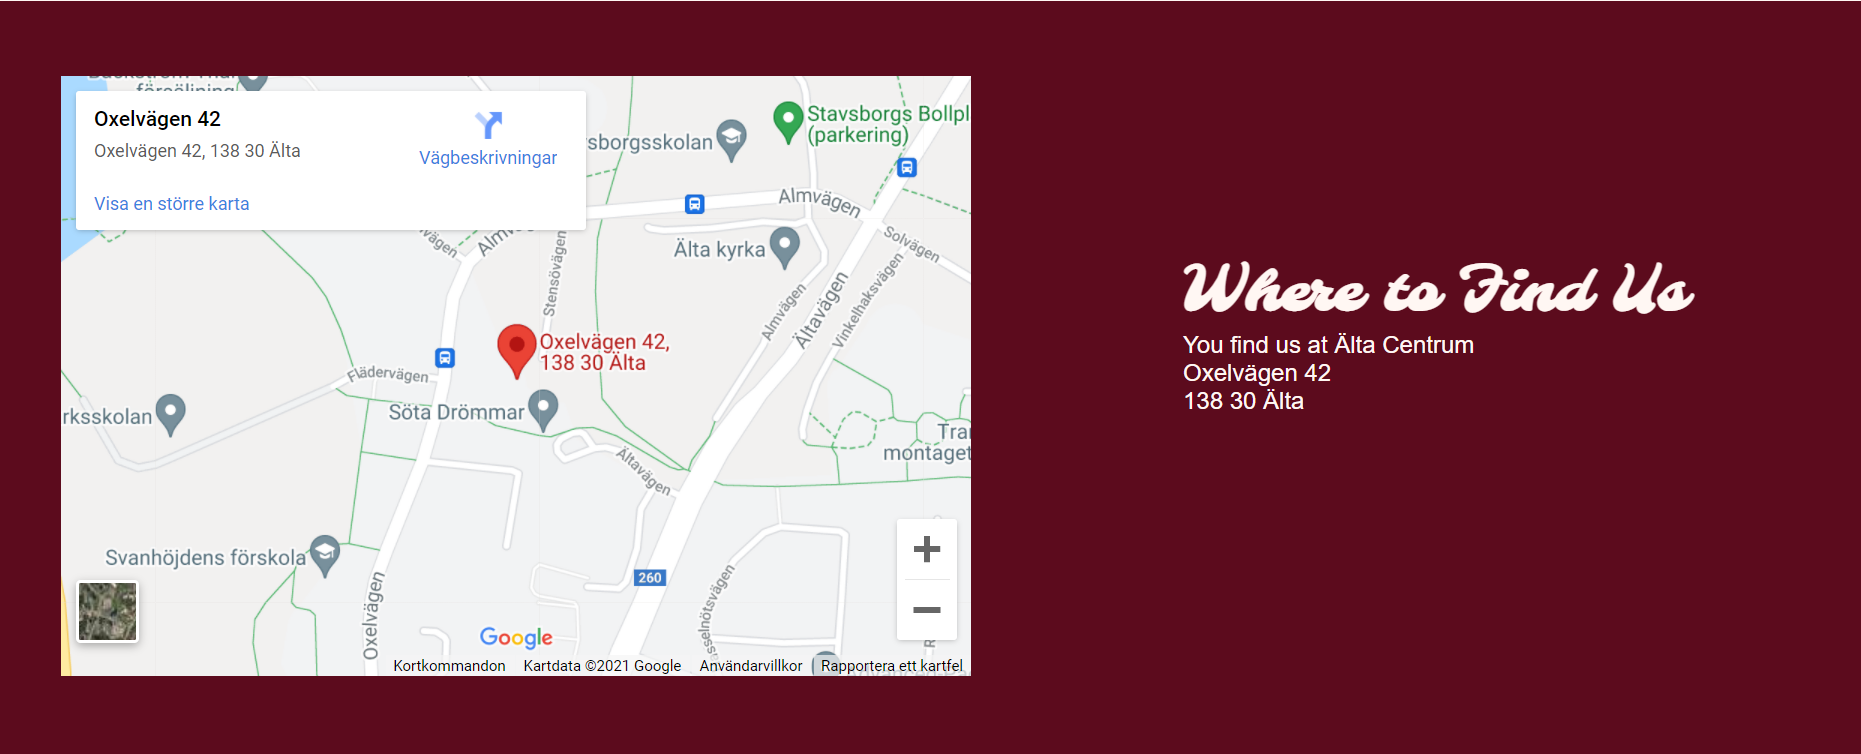 försäljning
Oxelvägen 42
Oxelvägen 42, 138 30 Älta
Vägbeskrivningar
Visa en större karta
sborgsskolan
Stavsborgs Bollpl
(parkering)
Almvägen
Solvägen
Älta kyrka
Stensövägen
Almvägen
Ältavägen
Vinkelhaksvägen
Oxelvägen 42,
138 30 Älta
Flädervägen
Söta Drömmar
rksskolan
montaget
Ältavägen
Svanhöjdens förskola
260
Oxelvägen
sselnötsvägen
Google
Kortkommandon
Kartdata ©2021 Google
Användarvillkor
Rapportera ett kartfel
Where to Find Us
You find us at Älta Centrum
Oxelvägen 42
138 30 Älta